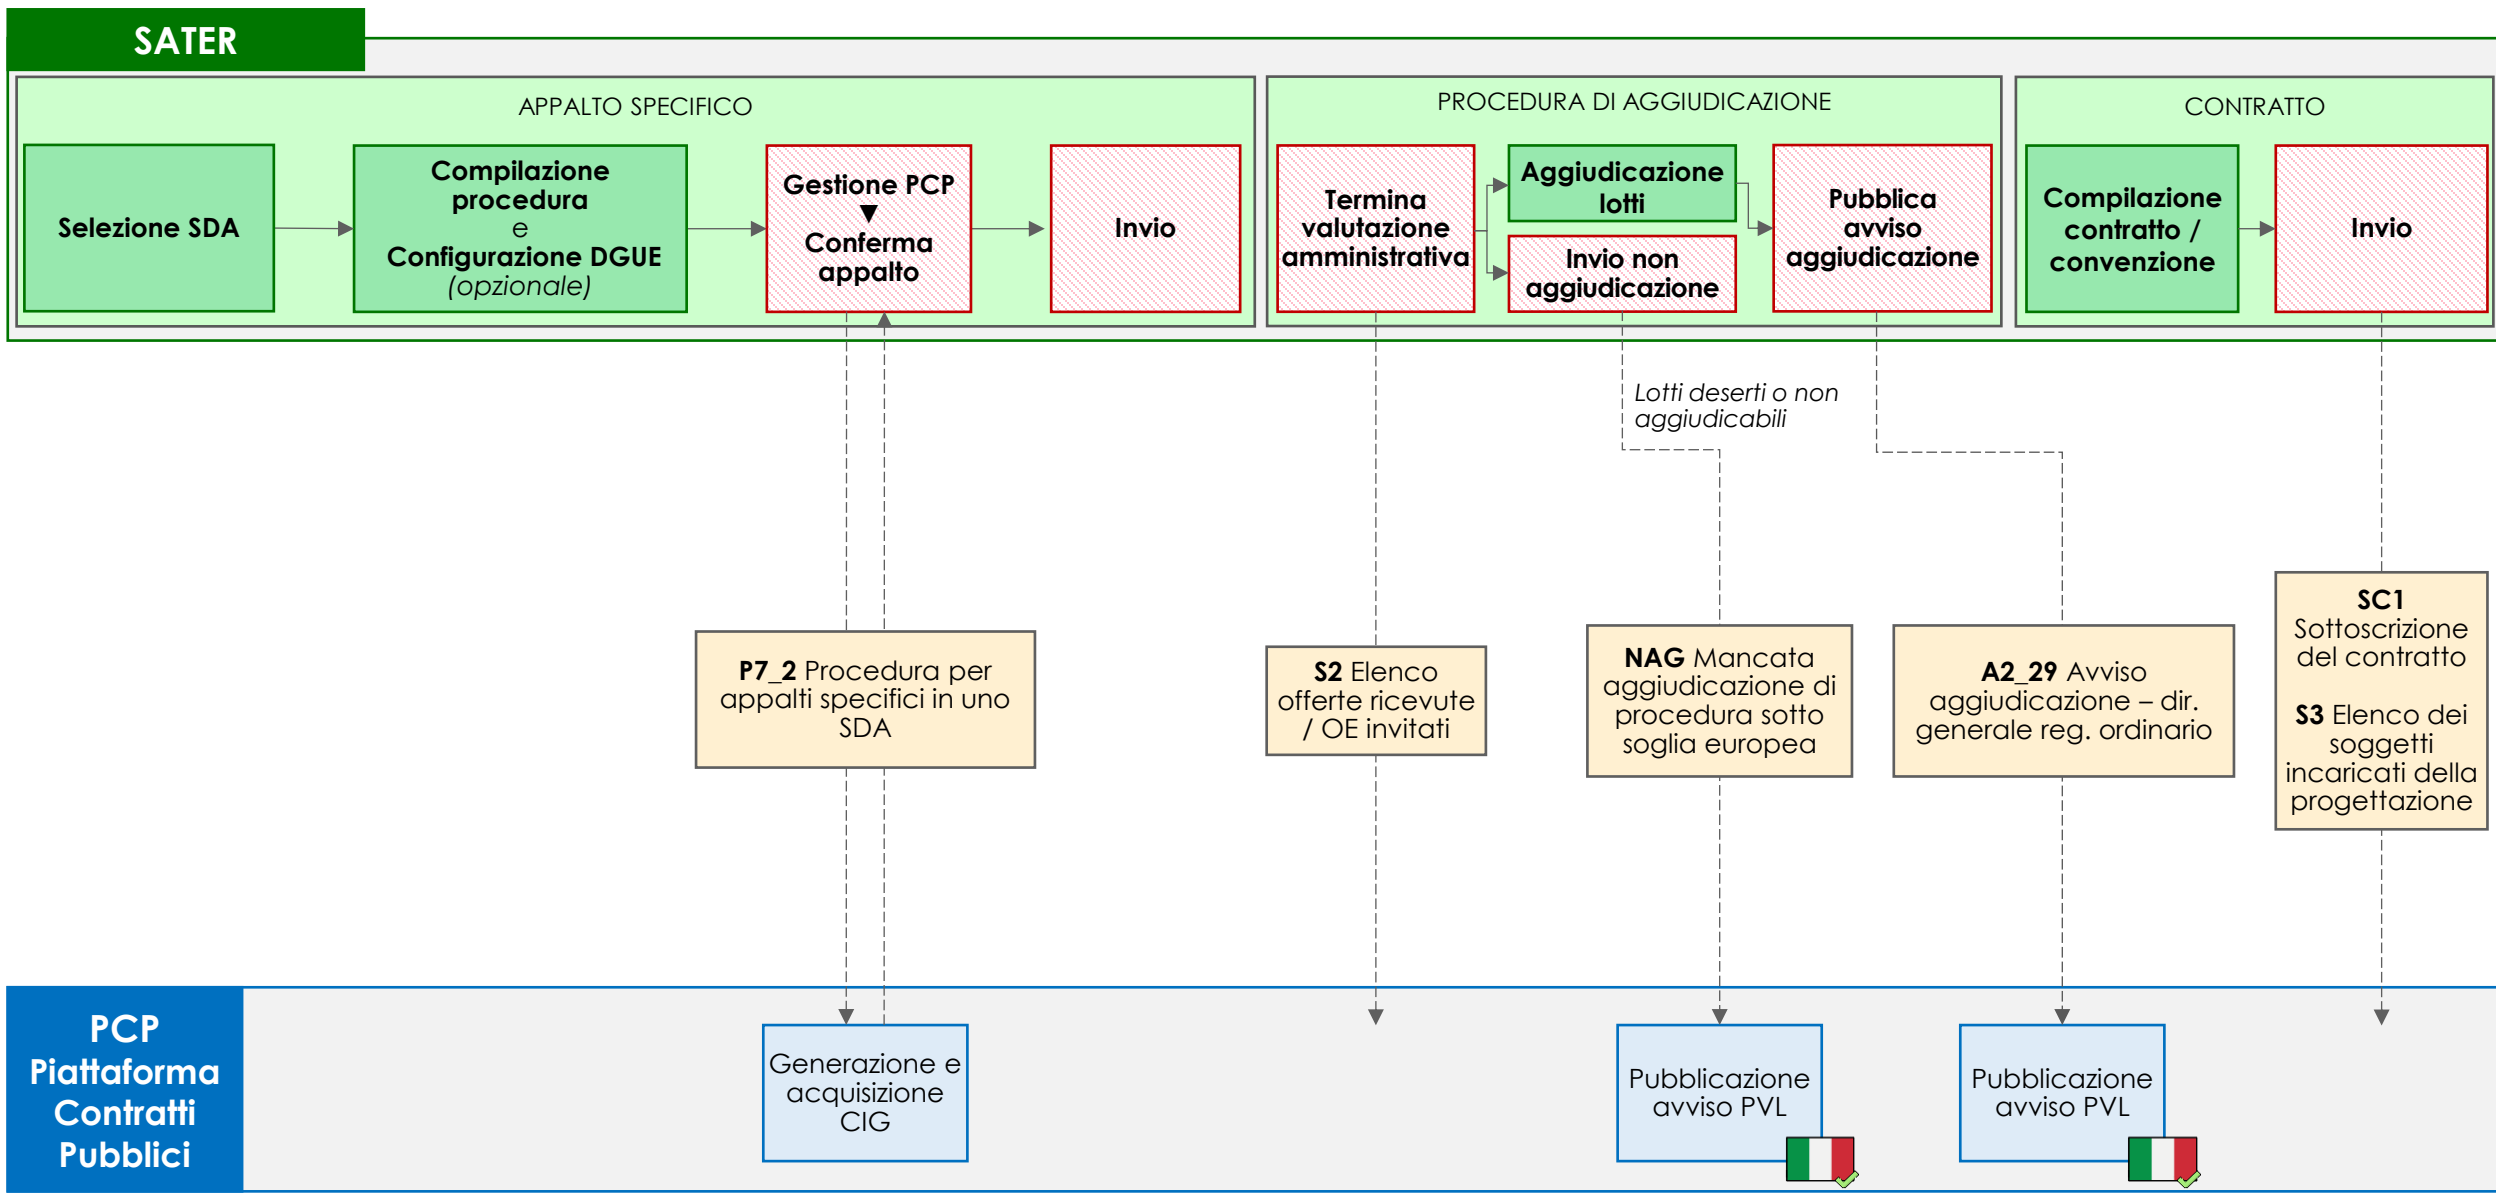 SATER
APPALTO SPECIFICO
Selezione SDA
Compilazione
procedura
e
Configurazione DGUE
(opzionale)
Gestione PCP
▼
Conferma
appalto
Invio
PROCEDURA DI AGGIUDICAZIONE
Termina
valutazione
amministrativa
Aggiudicazione
lotti
Invio non
aggiudicazione
Pubblica
avviso
aggiudicazione
CONTRATTO
Compilazione
contratto /
convenzione
Invio
Lotti deserti o non
aggiudicabili
P7_2 Procedura per
appalti specifici in uno
SDA
S2 Elenco
offerte ricevute
/ OE invitati
NAG Mancata
aggiudicazione di
procedura sotto
soglia europea
A2_29 Avviso
aggiudicazione – dir.
generale reg. ordinario
SC1
Sottoscrizione
del contratto
S3 Elenco dei
soggetti
incaricati della
progettazione
PCP
Piattaforma
Contratti
Pubblici
Generazione e
acquisizione
CIG
Pubblicazione
avviso PVL
Pubblicazione
avviso PVL